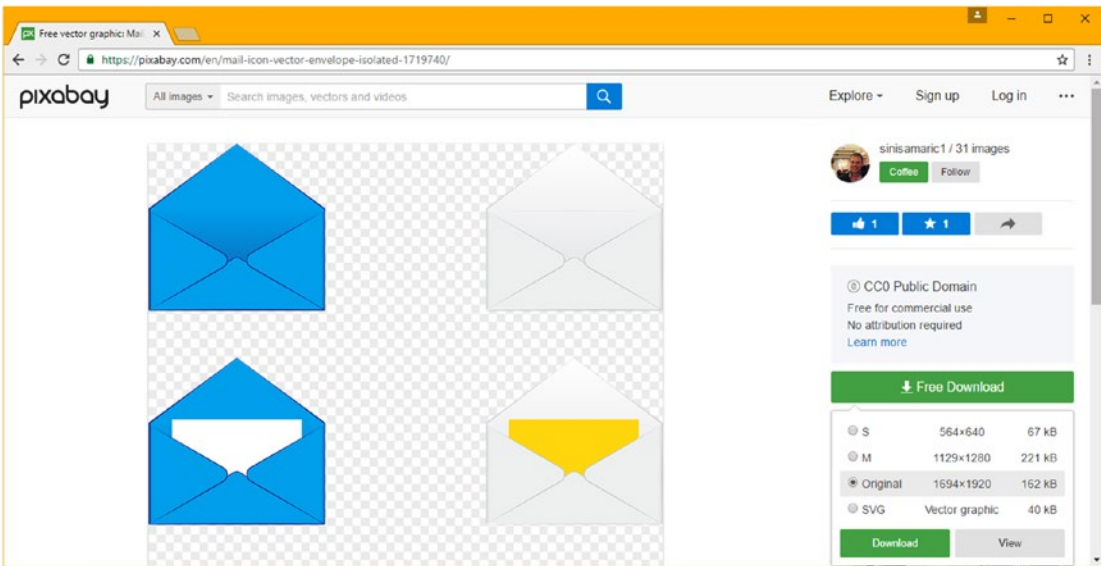 Free vector graphic: Mai
https://pixabay.com/en/mail-icon-vector-envelope-isolated-1719740/
pixabay
All images
Search images, vectors and videos
Explore
Sign up
Log in
sinisamaric1 / 31 images
Coffee
Follow
1
1
CC0 Public Domain
Free for commercial use
No attribution required
Learn more
Free Download
S 564×640 67 kB
M 1129×1280 221 kB
Original 1694×1920 162 kB
SVG Vector graphic 40 kB
Download
View